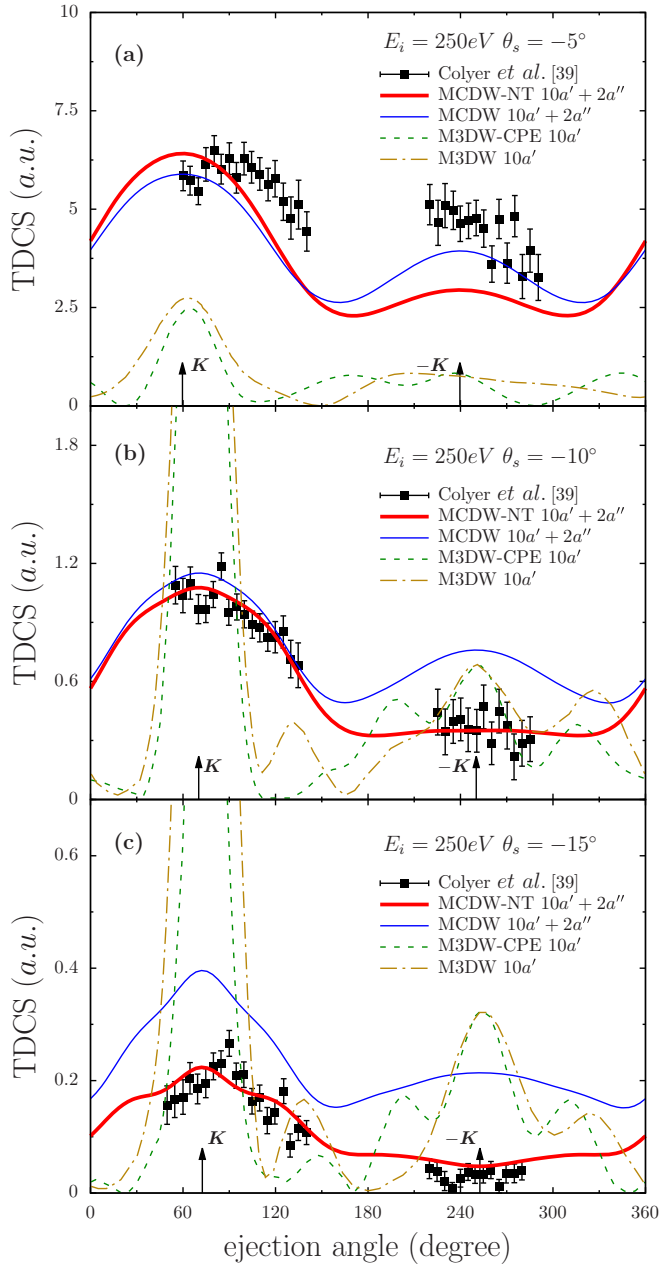 10
(a)
E_i = 250eV θ_s = −5°
Colyer et al. [39]
MCDW-NT 10a′ + 2a″
MCDW 10a′ + 2a″
M3DW-CPE 10a′
M3DW 10a′
7.5
5
2.5
0
TDCS (a.u.)
K
−K
(b)
E_i = 250eV θ_s = −10°
Colyer et al. [39]
MCDW-NT 10a′ + 2a″
MCDW 10a′ + 2a″
M3DW-CPE 10a′
M3DW 10a′
1.8
1.2
0.6
0
TDCS (a.u.)
K
−K
(c)
E_i = 250eV θ_s = −15°
Colyer et al. [39]
MCDW-NT 10a′ + 2a″
MCDW 10a′ + 2a″
M3DW-CPE 10a′
M3DW 10a′
0.6
0.4
0.2
0
TDCS (a.u.)
K
−K
0 60 120 180 240 300 360
ejection angle (degree)